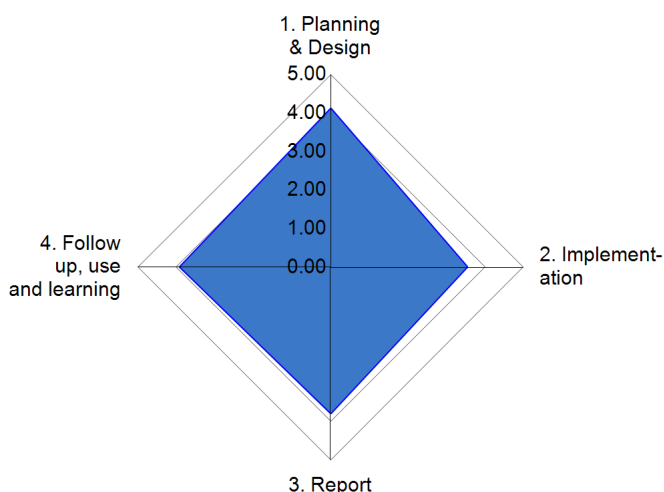 1. Planning
& Design
5.00
4.00
3.00
2.00
1.00
0.00
4. Follow
up, use
and learning
2. Implement-
ation
3. Report